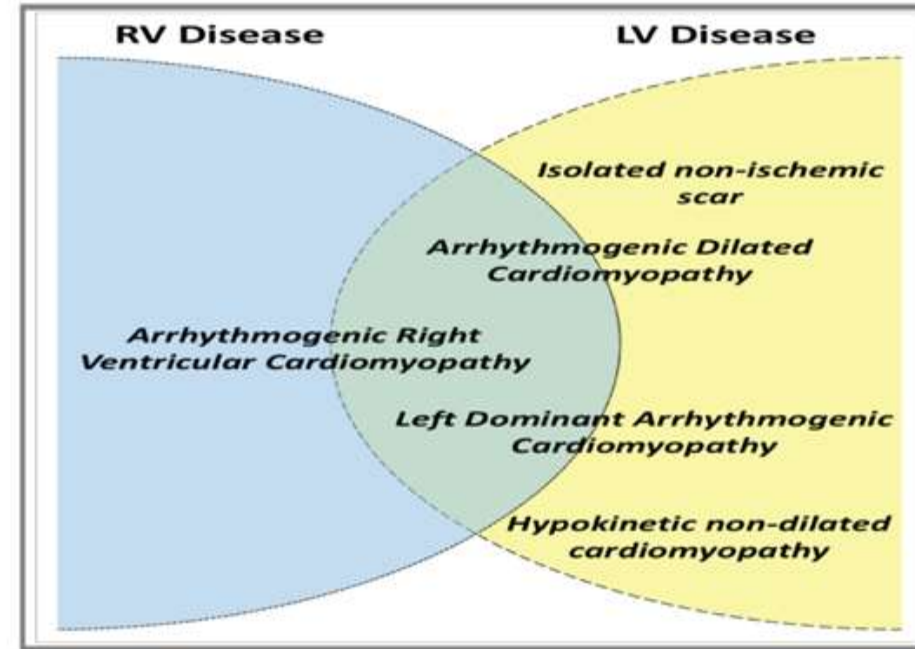 RV Disease
LV Disease
Isolated non-ischemic
scar
Arrhythmogenic Dilated
Cardiomyopathy
Arrhythmogenic Right
Ventricular Cardiomyopathy
Left Dominant Arrhythmogenic
Cardiomyopathy
Hypokinetic non-dilated
cardiomyopathy